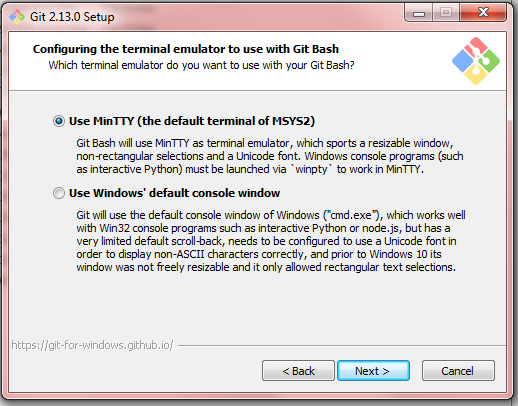 Git 2.13.0 Setup
Configuring the terminal emulator to use with Git Bash
Which terminal emulator do you want to use with your Git Bash?
Use MinTTY (the default terminal of MSYS2)
Git Bash will use MinTTY as terminal emulator, which sports a resizable window,
non-rectangular selections and a Unicode font. Windows console programs (such
as interactive Python) must be launched via `winpty` to work in MinTTY.
Use Windows' default console window
Git will use the default console window of Windows ("cmd.exe"), which works well
with Win32 console programs such as interactive Python or node.js, but has a
very limited default scroll-back, needs to be configured to use a Unicode font in
order to display non-ASCII characters correctly, and prior to Windows 10 its
window was not freely resizable and it only allowed rectangular text selections.
https://git-for-windows.github.io/
< Back
Next >
Cancel